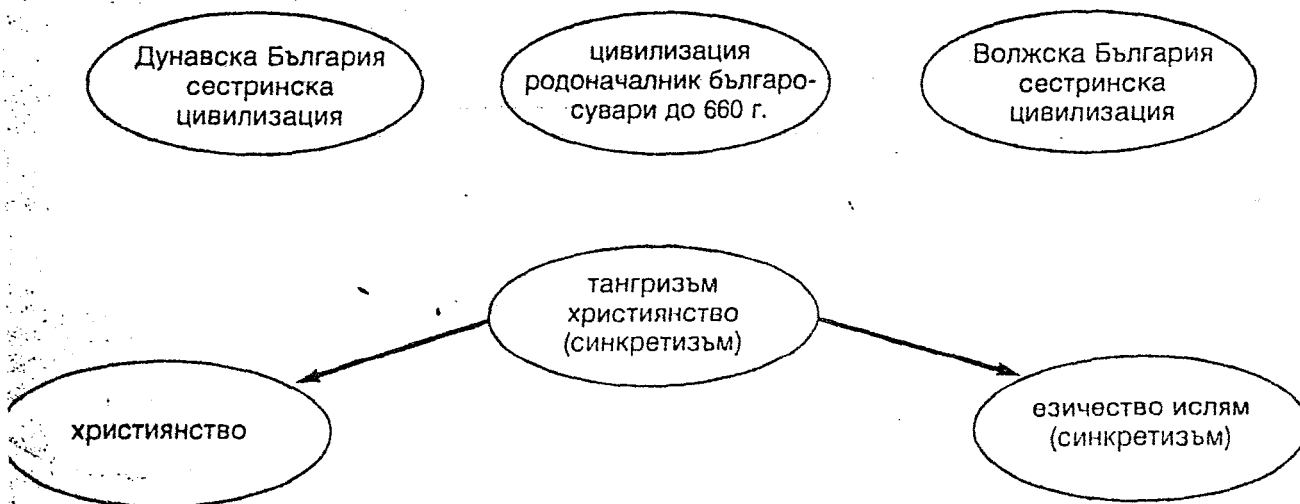 Дунавска България
сестринска
цивилизация
цивилизация
родоначалник българо-
сувари до 660 г.
Волжска България
сестринска
цивилизация
тангризъм
християнство
(синкретизъм)
християнство
езичество ислям
(синкретизъм)